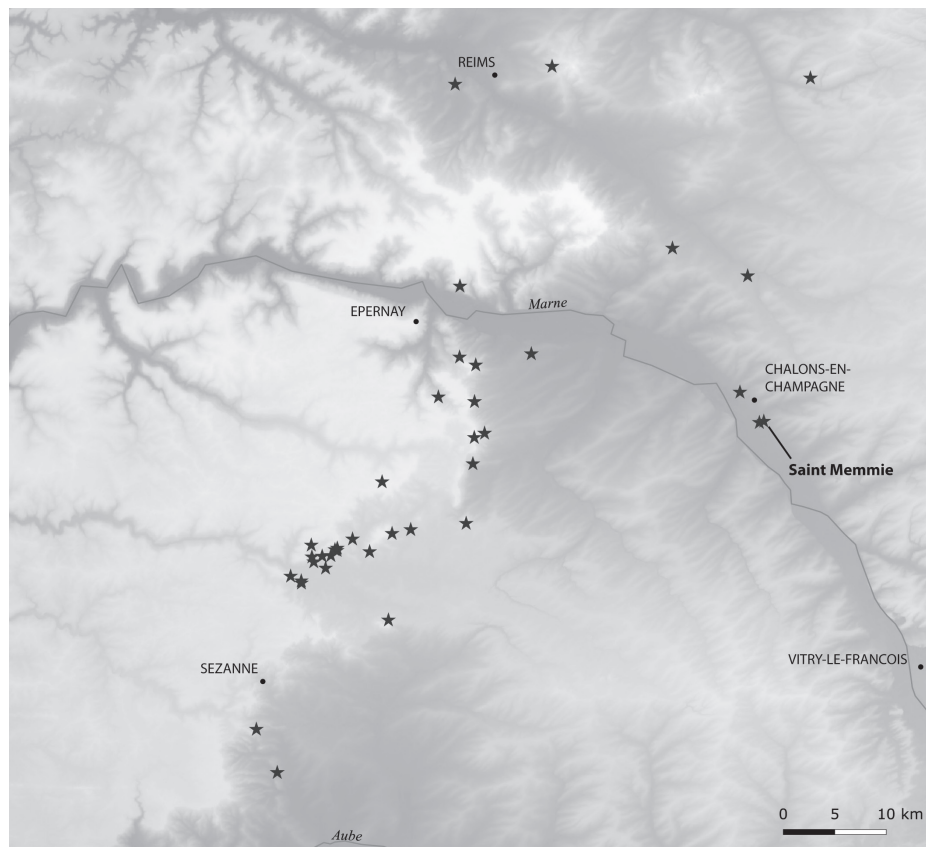 REIMS
Marne
EPERNAY
CHALONS-EN-
CHAMPAGNE
Saint Memmie
VITRY-LE-FRANCOIS
SEZANNE
0 5 10 km
Aube